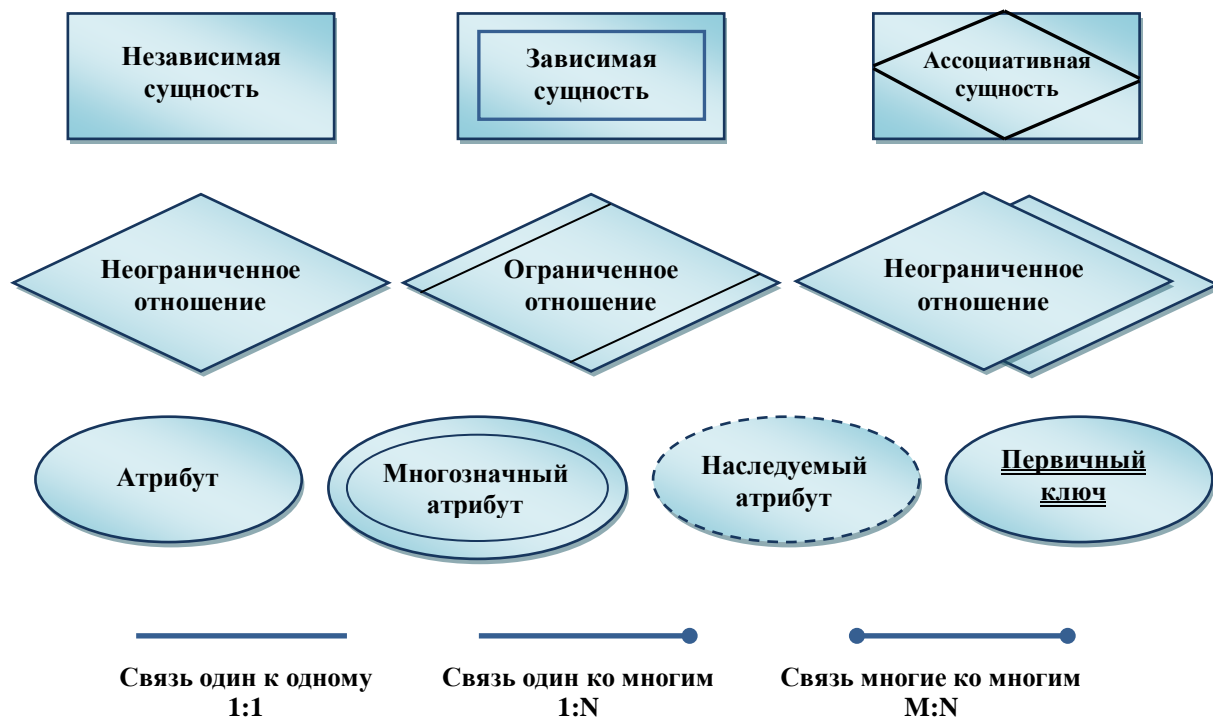 Независимая
сущность
Зависимая
сущность
Ассоциативная
сущность
Неограниченное
отношение
Ограниченное
отношение
Неограниченное
отношение
Атрибут
Многозначный
атрибут
Наследуемый
атрибут
Первичный
ключ
Связь один к одному
1:1
Связь один ко многим
1:N
Связь многие ко многим
M:N